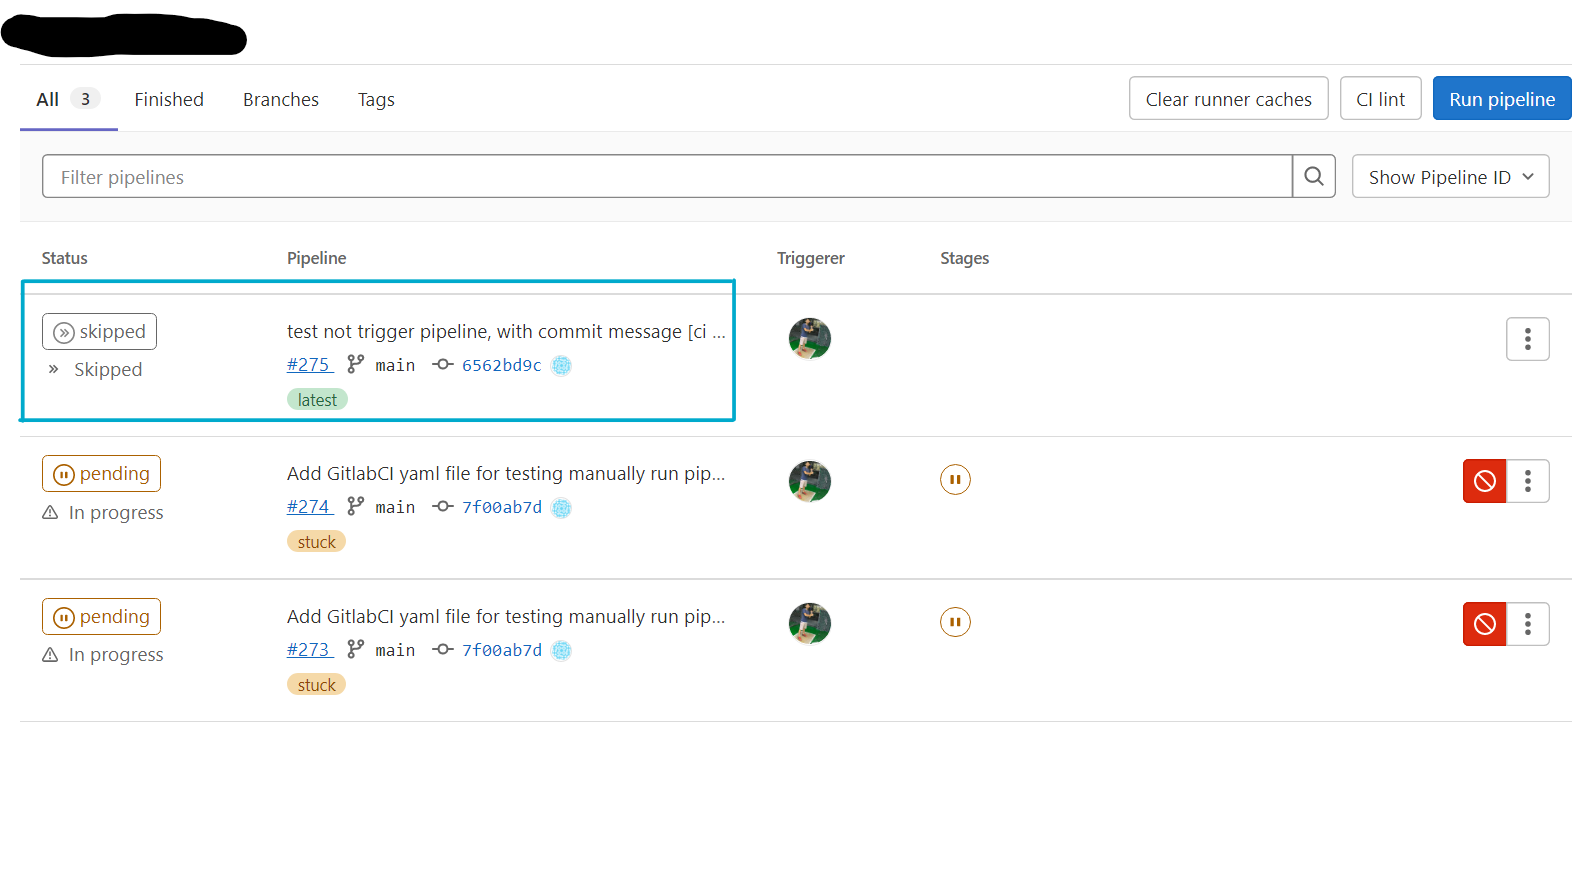 All 3 Finished Branches Tags Clear runner caches CI lint Run pipeline
Filter pipelines Show Pipeline ID
Status Pipeline Triggerer Stages
skipped test not trigger pipeline, with commit message [ci ...
Skipped #275 main 6562bd9c
latest
pending Add GitlabCI yaml file for testing manually run pip...
In progress #274 main 7f00ab7d
stuck
pending Add GitlabCI yaml file for testing manually run pip...
In progress #273 main 7f00ab7d
stuck